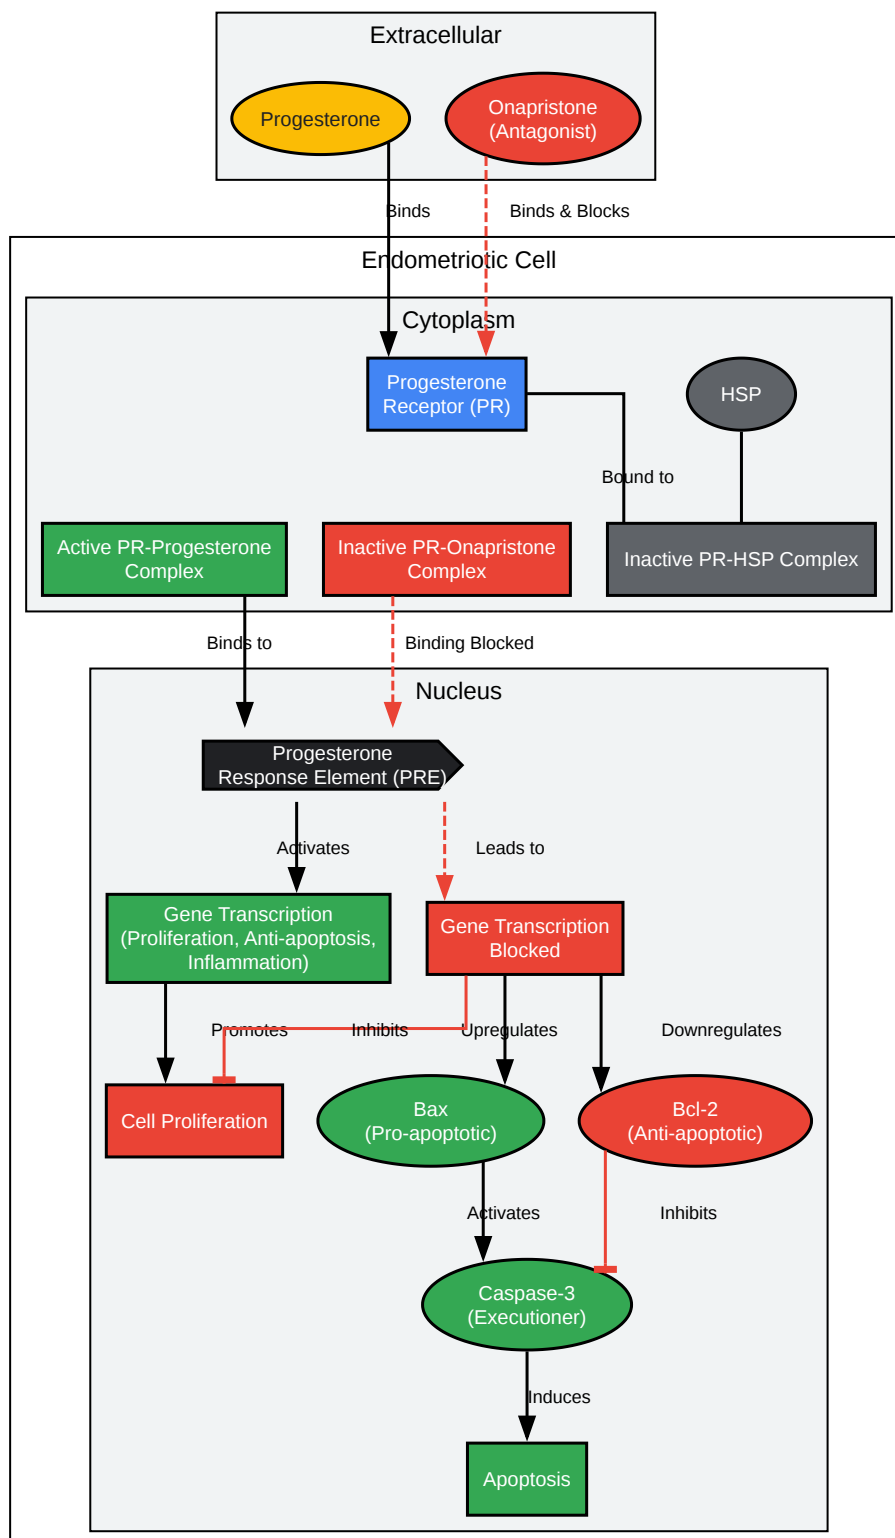 Extracellular
Progesterone
Onapristone
(Antagonist)
Binds
Binds & Blocks
Endometriotic Cell
Cytoplasm
Progesterone
Receptor (PR)
HSP
Bound to
Active PR-Progesterone
Complex
Inactive PR-Onapristone
Complex
Inactive PR-HSP Complex
Binds to
Binding Blocked
Nucleus
Progesterone
Response Element (PRE)
Activates
Leads to
Gene Transcription
(Proliferation, Anti-apoptosis,
Inflammation)
Gene Transcription
Blocked
Promotes
Inhibits
Upregulates
Downregulates
Cell Proliferation
Bax
(Pro-apoptotic)
Bcl-2
(Anti-apoptotic)
Activates
Inhibits
Caspase-3
(Executioner)
Induces
Apoptosis